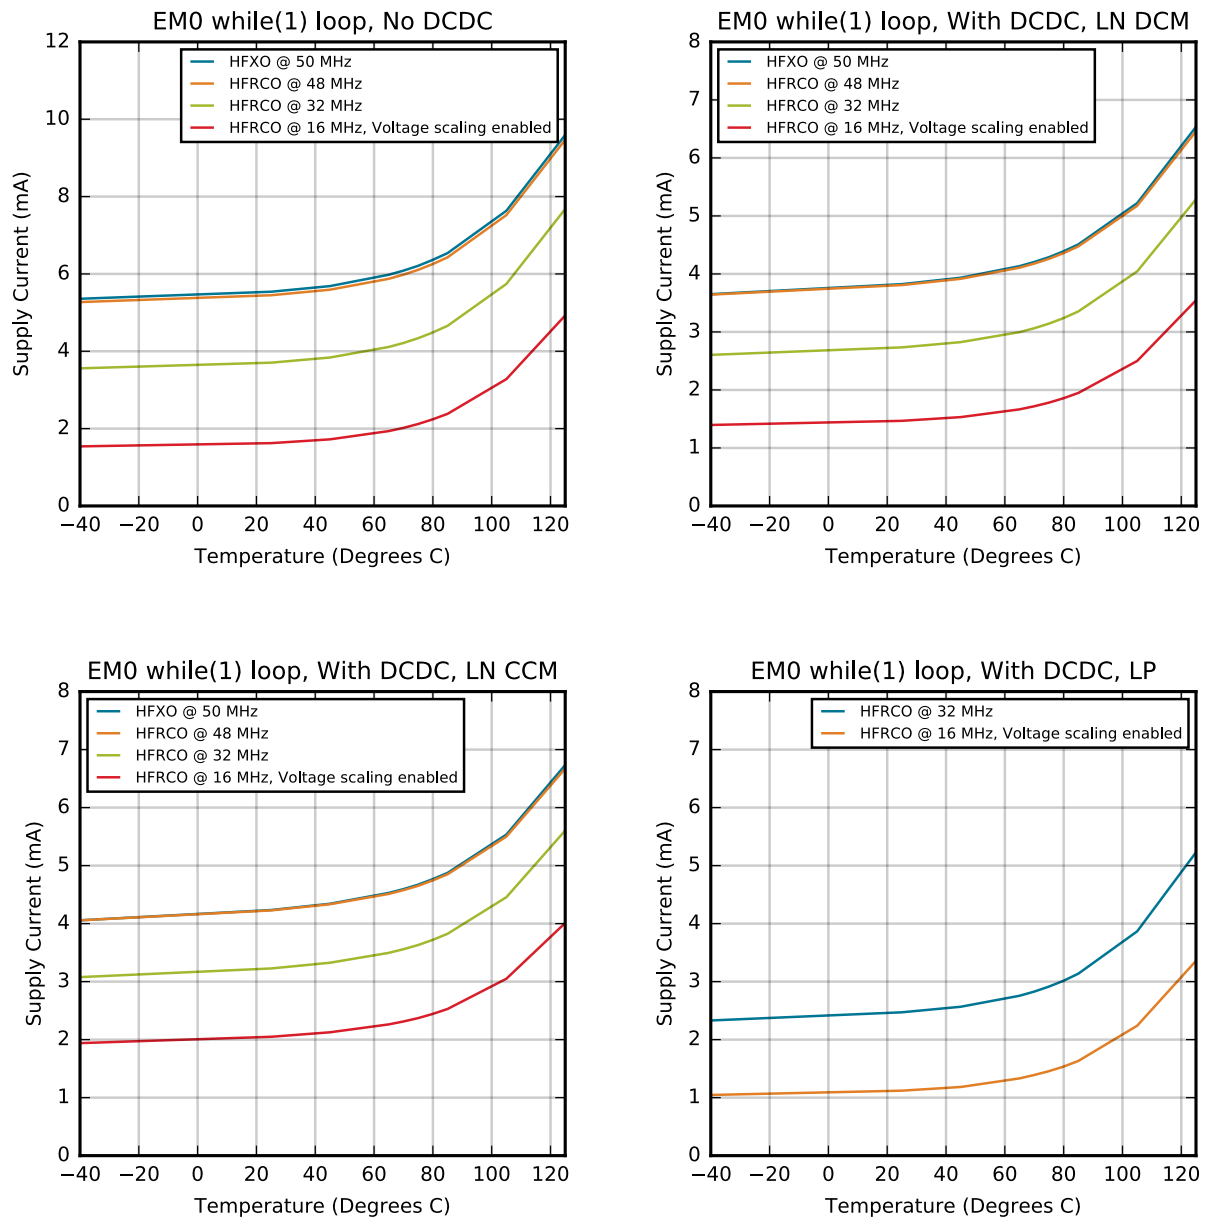 EM0 while(1) loop, No DCDC
HFXO @ 50 MHz
HFRCO @ 48 MHz
HFRCO @ 32 MHz
HFRCO @ 16 MHz, Voltage scaling enabled
12
10
8
6
4
2
0
Supply Current (mA)
−40 −20 0 20 40 60 80 100 120
Temperature (Degrees C)
EM0 while(1) loop, With DCDC, LN DCM
HFXO @ 50 MHz
HFRCO @ 48 MHz
HFRCO @ 32 MHz
HFRCO @ 16 MHz, Voltage scaling enabled
8
7
6
5
4
3
2
1
0
Supply Current (mA)
−40 −20 0 20 40 60 80 100 120
Temperature (Degrees C)
EM0 while(1) loop, With DCDC, LN CCM
HFXO @ 50 MHz
HFRCO @ 48 MHz
HFRCO @ 32 MHz
HFRCO @ 16 MHz, Voltage scaling enabled
8
7
6
5
4
3
2
1
0
Supply Current (mA)
−40 −20 0 20 40 60 80 100 120
Temperature (Degrees C)
EM0 while(1) loop, With DCDC, LP
HFRCO @ 32 MHz
HFRCO @ 16 MHz, Voltage scaling enabled
8
7
6
5
4
3
2
1
0
Supply Current (mA)
−40 −20 0 20 40 60 80 100 120
Temperature (Degrees C)